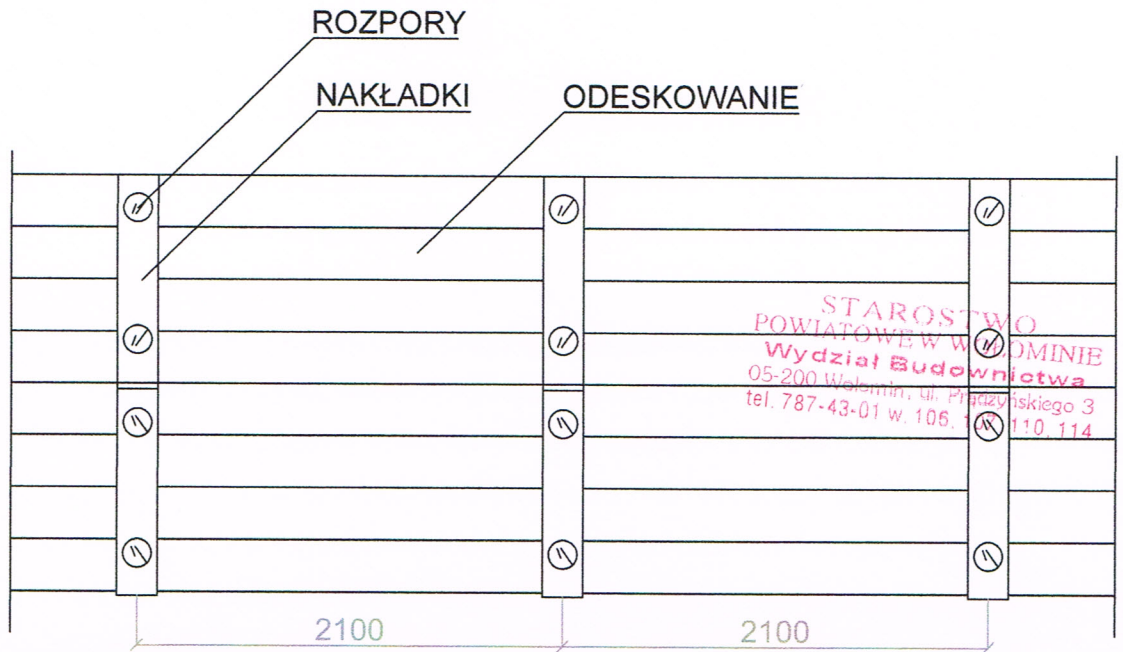 ROZPORY
NAKŁADKI
ODESKOWANIE
STAROSTWO
POWIATOWE W WOŁOMINIE
Wydział Budownictwa
05-200 Wołomin, ul. Prądzyńskiego 3
tel. 787-43-01 w. 106, 107, 110, 114
2100
2100